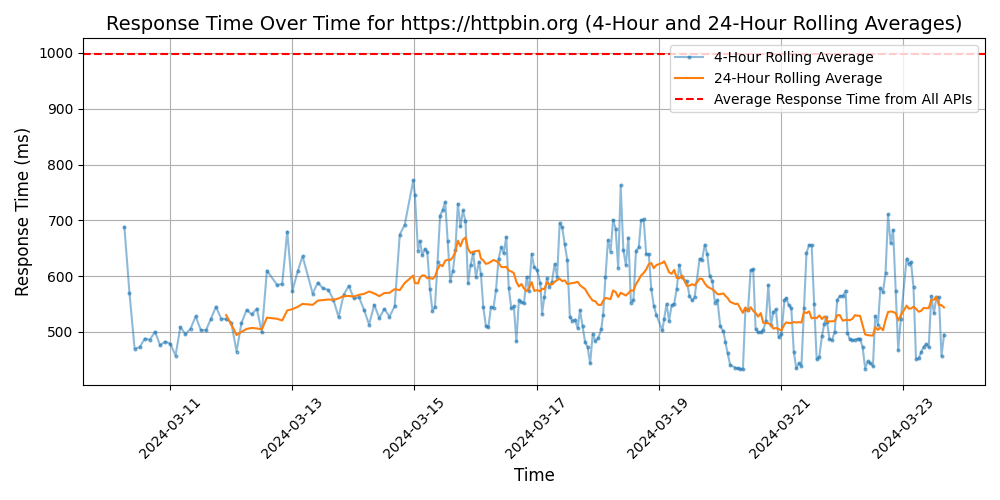 Response Time Over Time for https://httpbin.org (4-Hour and 24-Hour Rolling Averages)
4-Hour Rolling Average
24-Hour Rolling Average
Average Response Time from All APIs
Response Time (ms)
1000
900
800
700
600
500
2024-03-11
2024-03-13
2024-03-15
2024-03-17
2024-03-19
2024-03-21
2024-03-23
Time